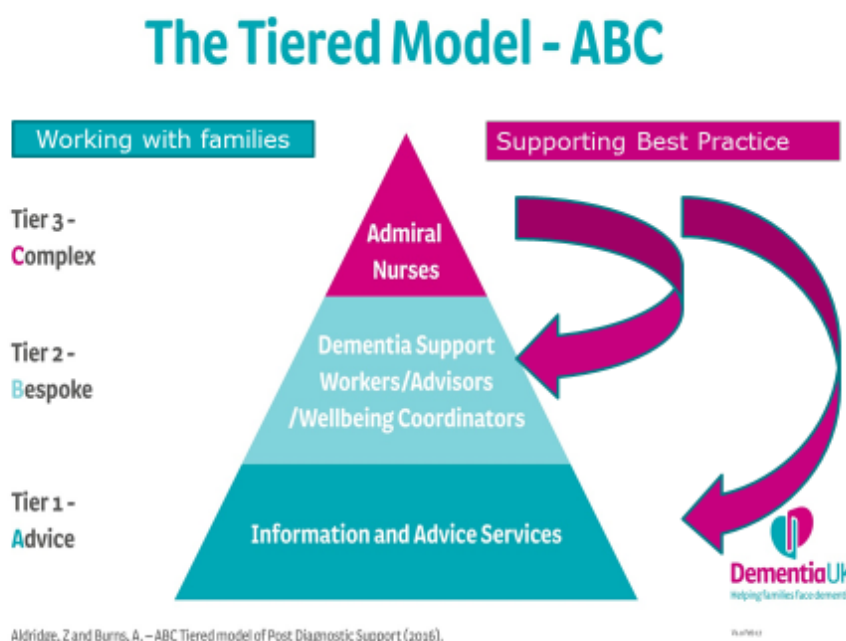 The Tiered Model - ABC
Working with families
Supporting Best Practice
Tier 3 -
Complex
Admiral
Nurses
Tier 2 -
Bespoke
Dementia Support
Workers/Advisors
/Wellbeing Coordinators
Tier 1 -
Advice
Information and Advice Services
DementiaUK
Helping families face dementi
Aldridge, Z and Burns, A. – ABC Tiered model of Post Diagnostic Support (2016).